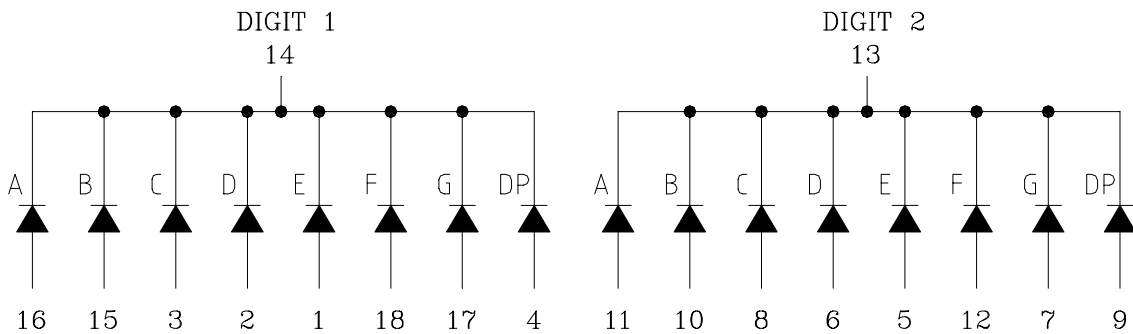 DIGIT 1 DIGIT 2
14 13
A B C D E F G DP A B C D E F G DP
16 15 3 2 1 18 17 4 11 10 8 6 5 12 7 9